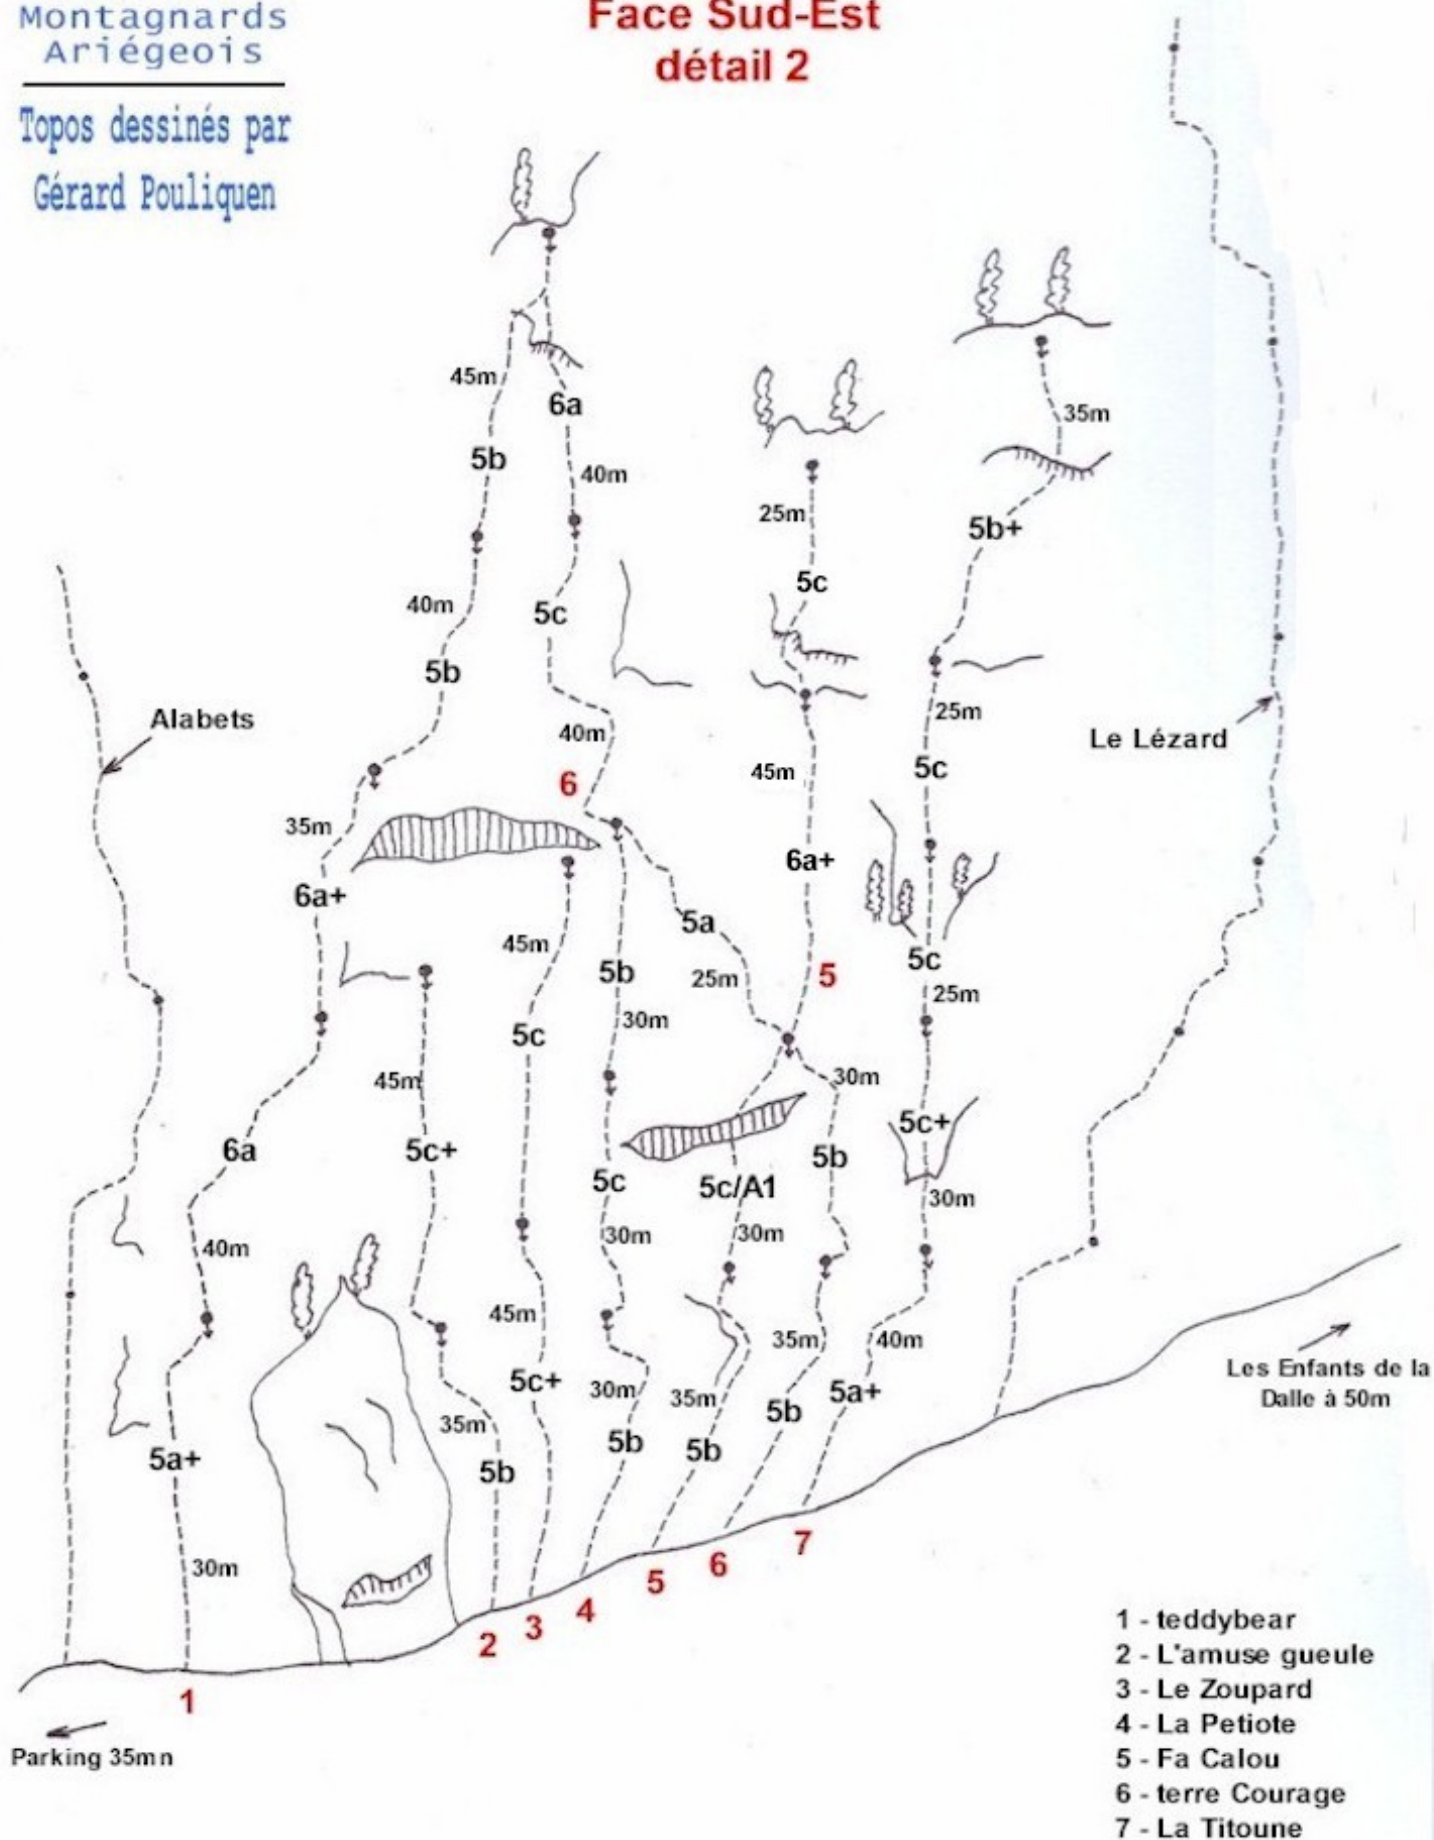 Montagnards
Ariégeois
Topos dessinés par
Gérard Pouliquen
Face Sud-Est
détail 2
45m
6a
35m
5b
40m
25m
5b+
5c
40m
5c
5b
25m
Alabets
40m
Le Lézard
6
45m
5c
35m
6a+
6a+
5a
45m
5c
5b
25m
5
25m
30m
5c
45m
30m
5c+
6a
5c+
5b
5c
5c/A1
30m
40m
30m
30m
45m
35m
40m
Les Enfants de la
Dalle à 50m
5c+
30m
35m
5a+
35m
5b
5b
5b
5a+
5b
30m
7
6
5
4
3
2
1
Parking 35mn
1 - teddybear
2 - L'amuse gueule
3 - Le Zoupard
4 - La Petiote
5 - Fa Calou
6 - terre Courage
7 - La Titoune